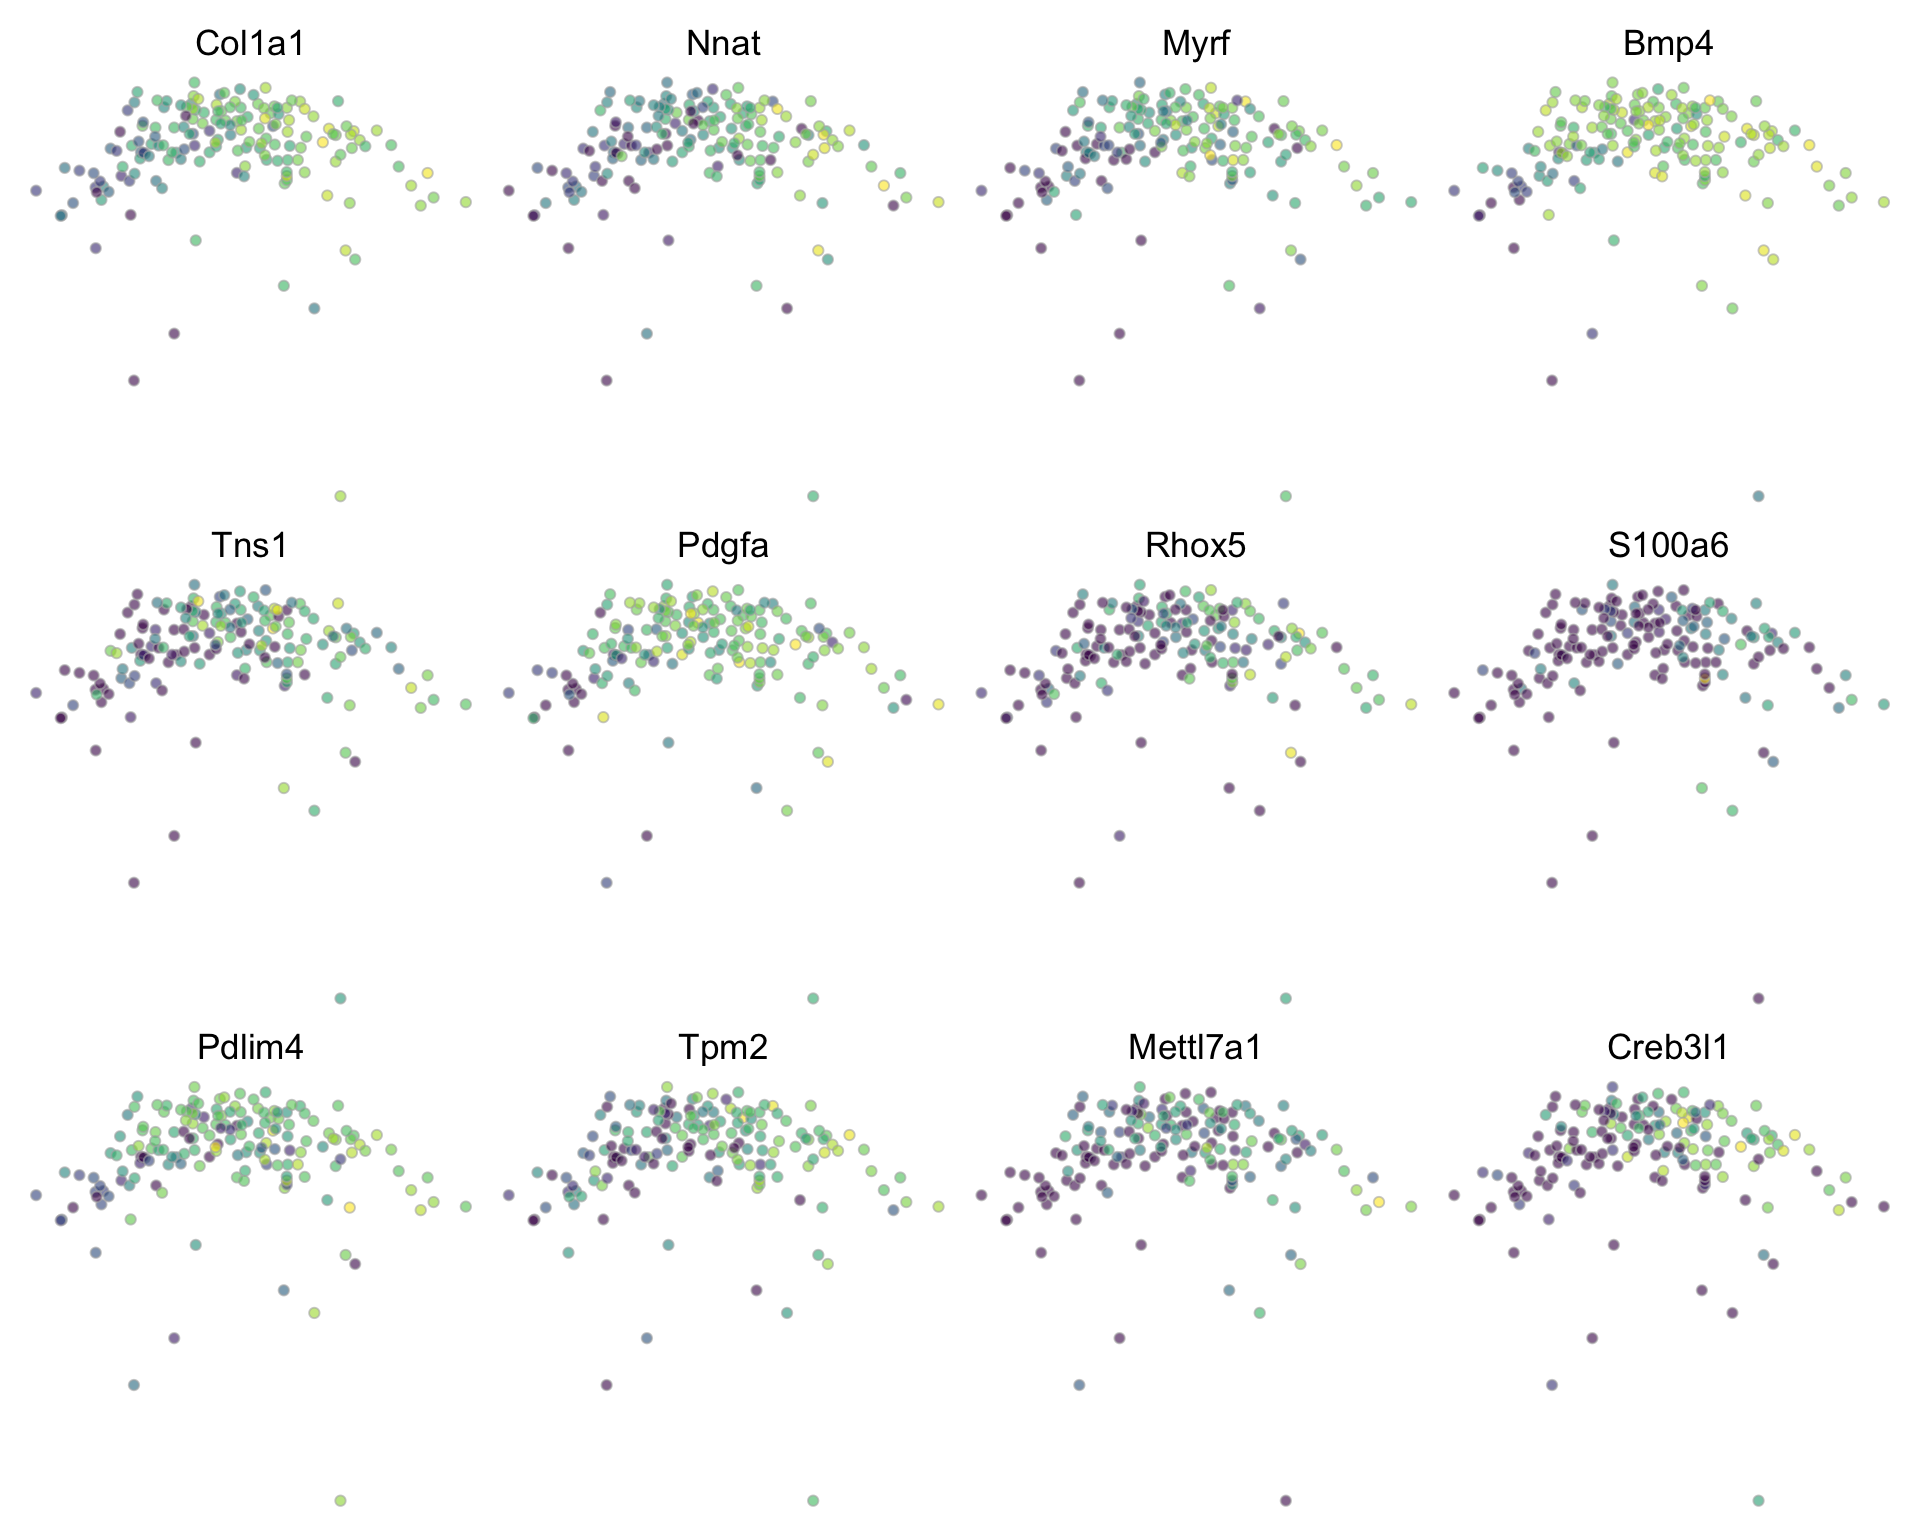 Col1a1 Nnat Myrf Bmp4
Tns1 Pdgfa Rhox5 S100a6
Pdlim4 Tpm2 Mettl7a1 Creb3l1